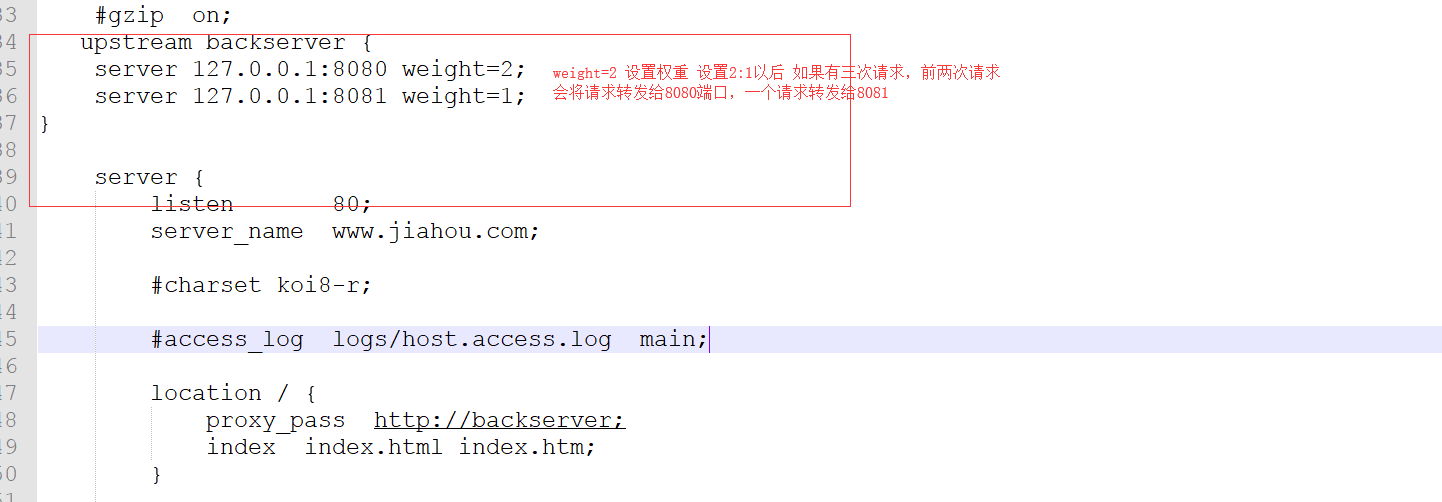 33 #gzip on;
34 upstream backserver {
35 server 127.0.0.1:8080 weight=2; weight=2 设置权重 设置2:1以后 如果有三次请求，前两次请求
36 server 127.0.0.1:8081 weight=1; 会将请求转发给8080端口，一个请求转发给8081
37 }
38
39 server {
40 listen 80;
41 server_name www.jiahou.com;
42
43 #charset koi8-r;
44
45 #access_log logs/host.access.log main;
46
47 location / {
48 proxy_pass http://backserver;
49 index index.html index.htm;
50 }